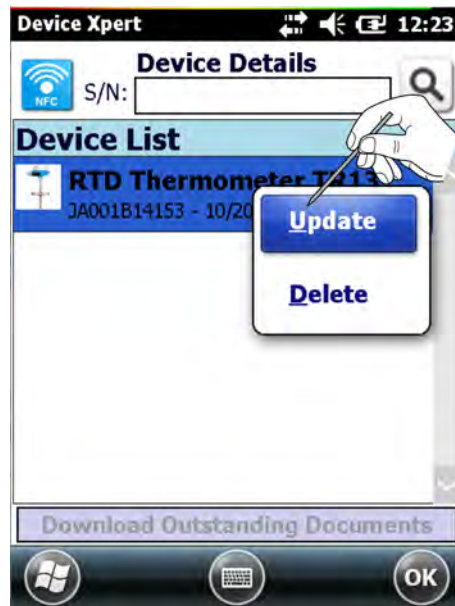 Device Xpert 12:23
Device Details
NFC
S/N:
Device List
RTD Thermometer TR13
JA001B14153 - 10/20
Update
Delete
Download Outstanding Documents
OK